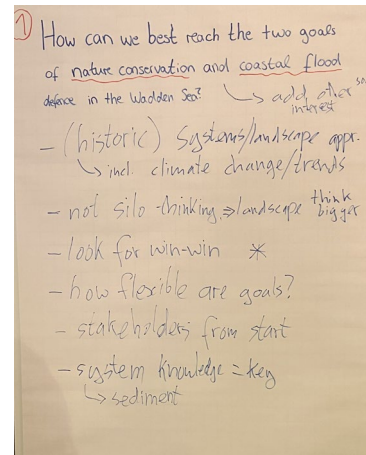 1 How can we best reach the two goals
of nature conservation and coastal flood
defence in the Wadden Sea? ↳ add other
interest
- (historic) systems/landscape appr.
↳ incl. climate change/trends
- not silo-thinking ⇒ landscape think
bigger
- look for win-win *
- how flexible are goals?
- stakeholders from start
- system knowledge = key
↳ sediment